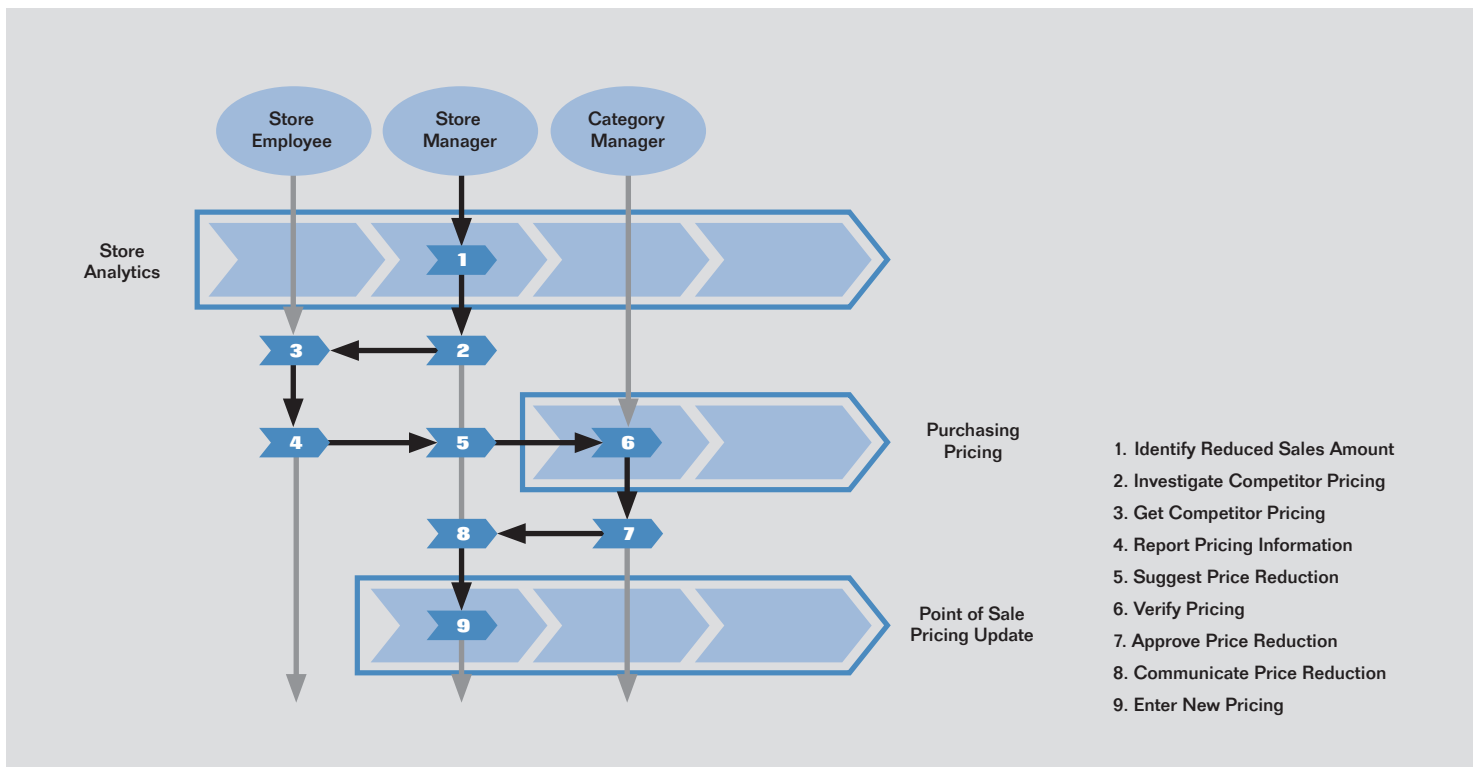 Store
Employee
Store
Manager
Category
Manager
Store
Analytics
1
3
2
4
5
6
Purchasing
Pricing
8
7
9
Point of Sale
Pricing Update
1. Identify Reduced Sales Amount
2. Investigate Competitor Pricing
3. Get Competitor Pricing
4. Report Pricing Information
5. Suggest Price Reduction
6. Verify Pricing
7. Approve Price Reduction
8. Communicate Price Reduction
9. Enter New Pricing